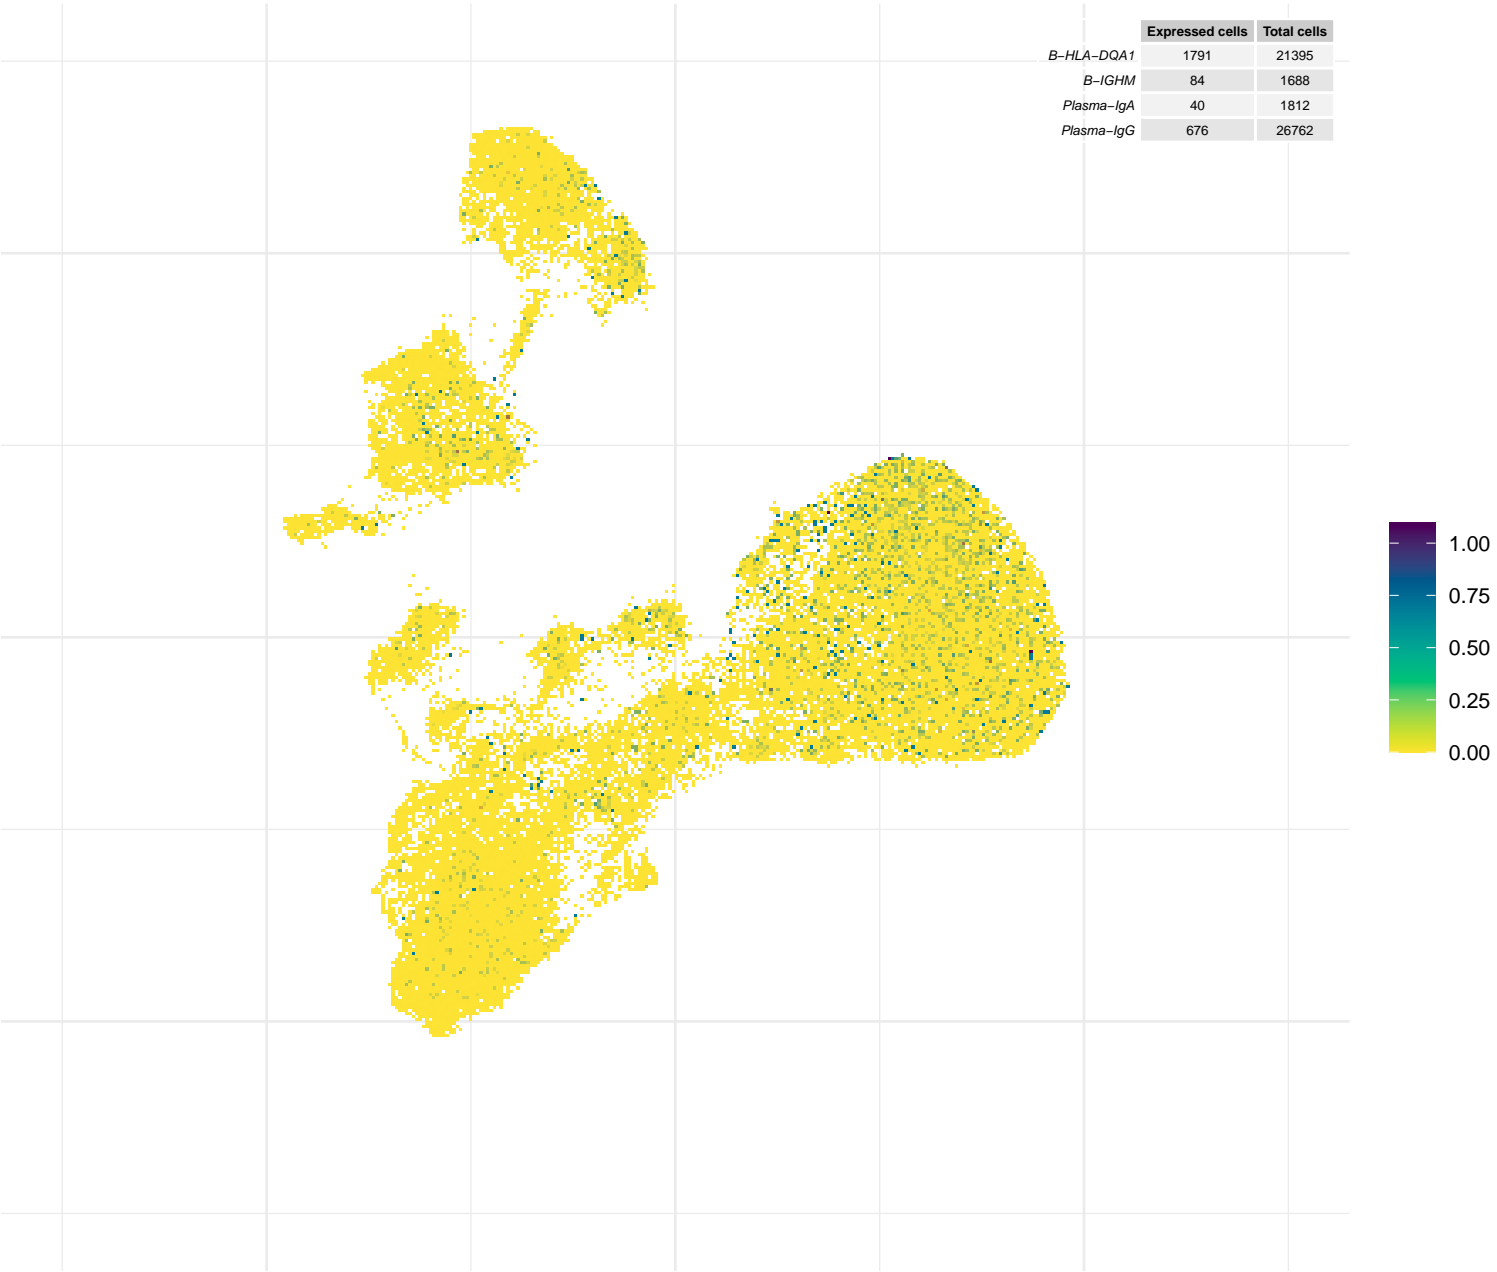 Expressed cells Total cells
B−HLA−DQA1 1791 21395
B−IGHM 84 1688
Plasma−IgA 40 1812
Plasma−IgG 676 26762
1.00
0.75
0.50
0.25
0.00